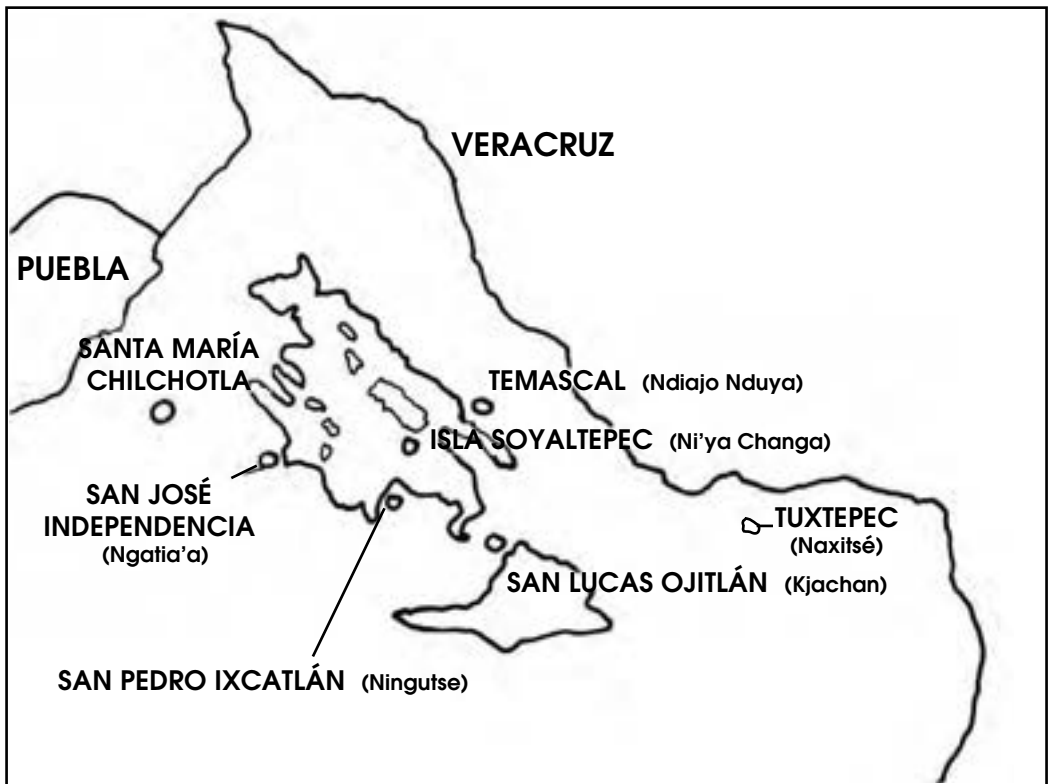 VERACRUZ
PUEBLA
SANTA MARÍA
CHILCHOTLA
TEMASCAL (Ndiajo Nduya)
ISLA SOYALTEPEC (Ni'ya Changa)
SAN JOSÉ
INDEPENDENCIA
(Ngatia'a)
TUXTEPEC
(Naxitsé)
SAN LUCAS OJITLÁN (Kjachan)
SAN PEDRO IXCATLÁN (Ningutse)